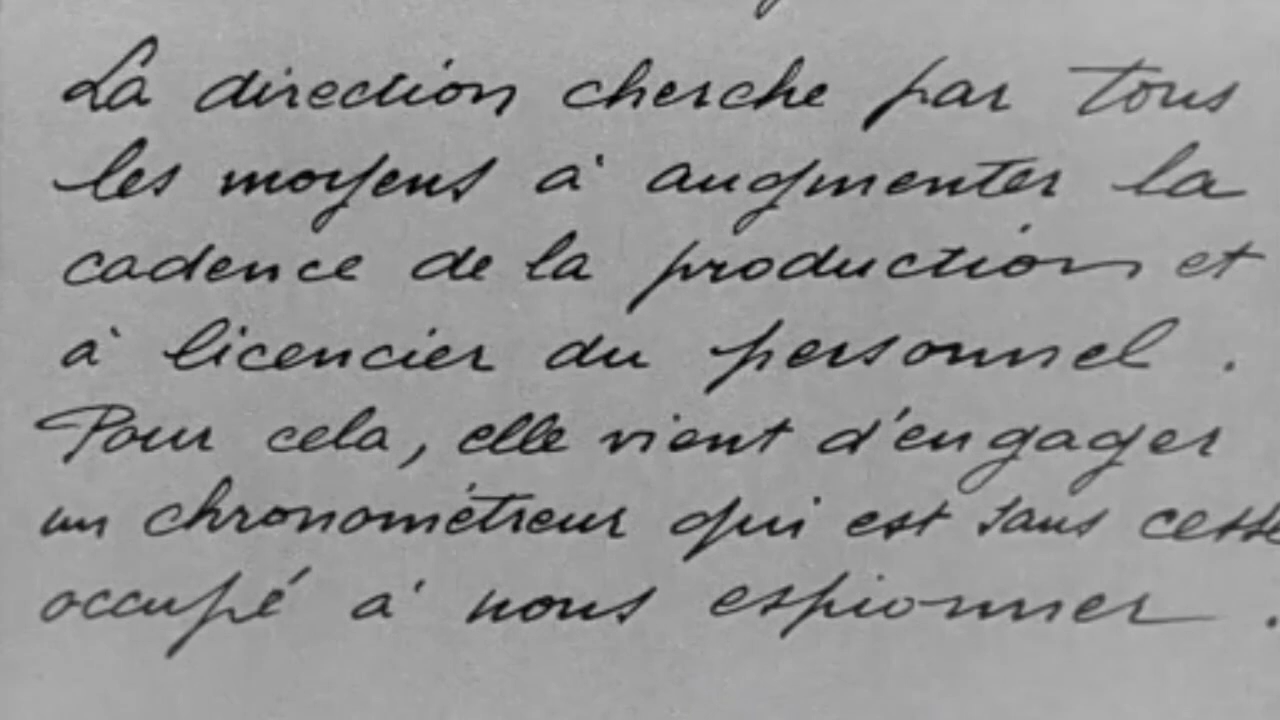 La direction cherche par tous
les moyens à augmenter la
cadence de la production et
à licencier du personnel.
Pour cela, elle vient d'engager
un chronométreur qui est sans cesse
occupé à nous espionner.